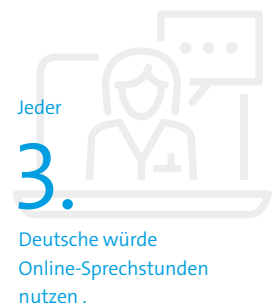 Jeder
3.
Deutsche würde
Online-Sprechstunden
nutzen .